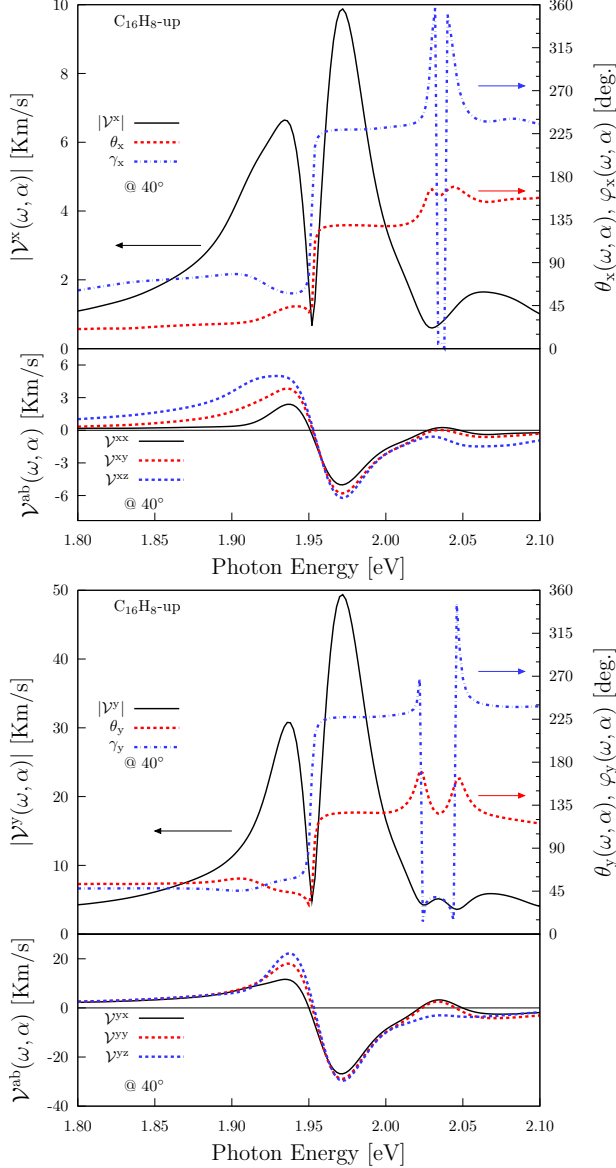 C₁₆H₈-up
|𝒱ˣ(ω, α)| [Km/s]
10
8
6
4
2
0
|𝒱ˣ|
θₓ
γₓ
@ 40°
θₓ(ω, α), φₓ(ω, α) [deg.]
360
315
270
225
180
135
90
45
0
𝒱ᵃᵇ(ω, α) [Km/s]
6
3
0
-3
-6
𝒱ˣˣ
𝒱ˣʸ
𝒱ˣᶻ
@ 40°
1.80 1.85 1.90 1.95 2.00 2.05 2.10
Photon Energy [eV]
C₁₆H₈-up
|𝒱ʸ(ω, α)| [Km/s]
50
40
30
20
10
0
|𝒱ʸ|
θ_y
γ_y
@ 40°
θ_y(ω, α), φ_y(ω, α) [deg.]
360
315
270
225
180
135
90
45
0
𝒱ᵃᵇ(ω, α) [Km/s]
20
0
-20
-40
𝒱ʸˣ
𝒱ʸʸ
𝒱ʸᶻ
@ 40°
1.80 1.85 1.90 1.95 2.00 2.05 2.10
Photon Energy [eV]